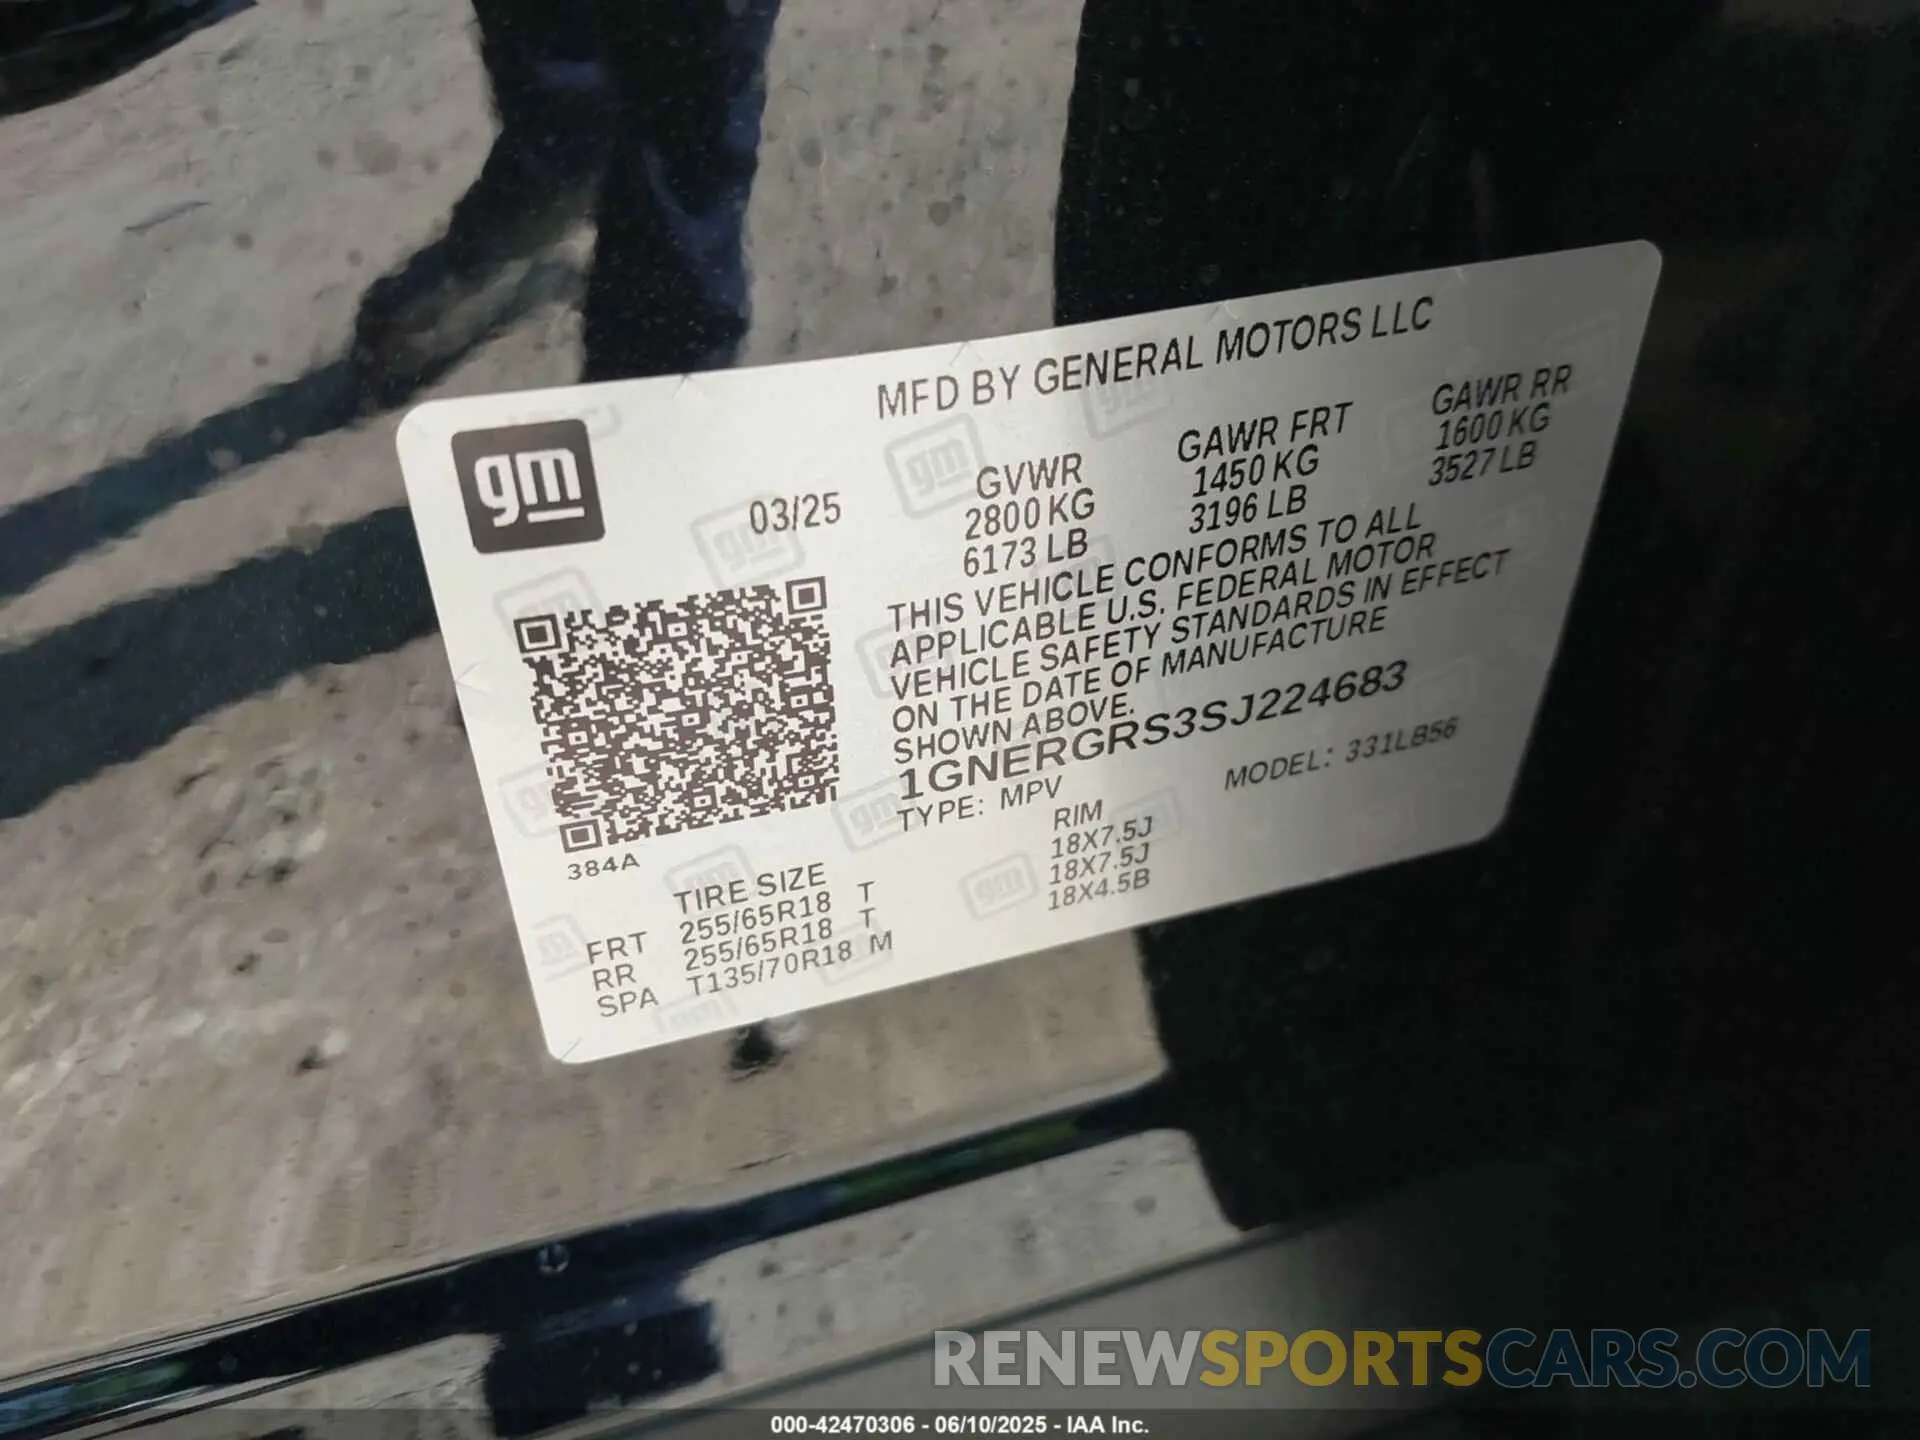 gm
MFD BY GENERAL MOTORS LLC
03/25
GVWR GAWR FRT GAWR RR
2800 KG 1450 KG 1600 KG
6173 LB 3196 LB 3527 LB
THIS VEHICLE CONFORMS TO ALL
APPLICABLE U.S. FEDERAL MOTOR
VEHICLE SAFETY STANDARDS IN EFFECT
ON THE DATE OF MANUFACTURE
SHOWN ABOVE.
1GNERGRS3SJ224683
TYPE: MPV MODEL: 331LB56
384A
TIRE SIZE RIM
FRT 255/65R18 T 18X7.5J
RR 255/65R18 T 18X7.5J
SPA T135/70R18 M 18X4.5B
RENEWSPORTSCARS.COM
000-42470306 - 06/10/2025 - IAA Inc.